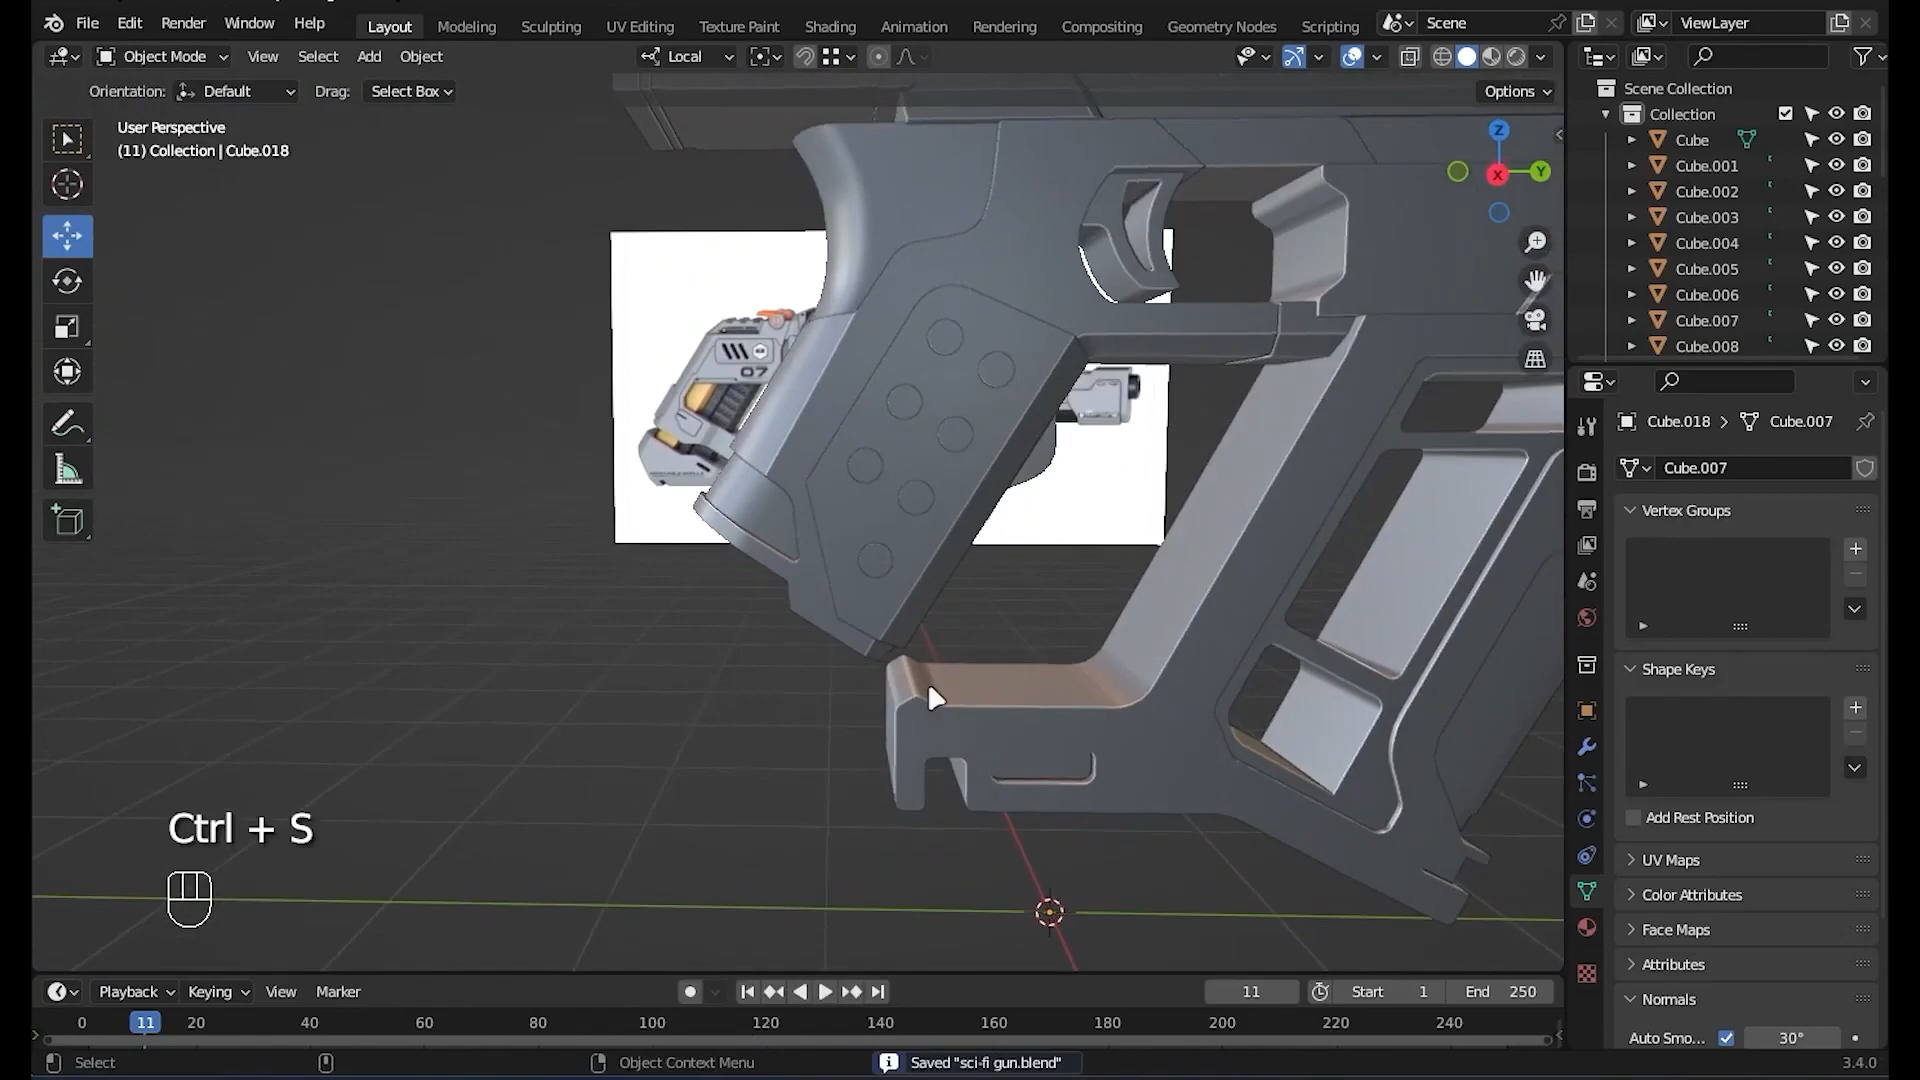 File Edit Render Window Help
Layout Modeling Sculpting UV Editing Texture Paint Shading Animation Rendering Compositing Geometry Nodes Scripting
Scene
ViewLayer
Object Mode View Select Add Object
Local
Orientation: Default Drag: Select Box
Options
User Perspective
(11) Collection | Cube.018
Z
Y
X
07
Scene Collection
Collection
Cube
Cube.001
Cube.002
Cube.003
Cube.004
Cube.005
Cube.006
Cube.007
Cube.008
Cube.018 > Cube.007
Cube.007
Vertex Groups
Shape Keys
Add Rest Position
UV Maps
Color Attributes
Face Maps
Attributes
Normals
Auto Smo... 30°
Ctrl + S
Playback Keying View Marker
11 Start 1 End 250
0 11 20 40 60 80 100 120 140 160 180 200 220 240
Select Object Context Menu Saved "sci-fi gun.blend" 3.4.0